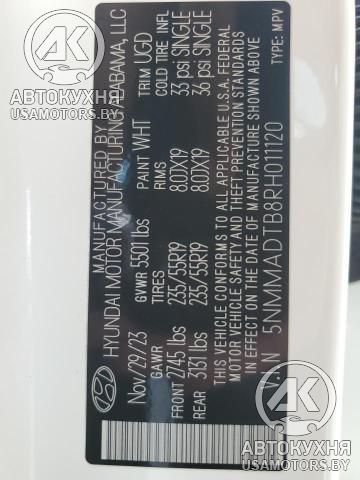 MANUFACTURED BY
HYUNDAI MOTOR MANUFACTURING ALABAMA, LLC
Nov/29/23 GVWR 5501 lbs PAINT WHT TRIM UGD
GAWR TIRES RIMS COLD TIRE INFL
FRONT 2745 lbs 235/55R19 8.0JX19 33 psi SINGLE
REAR 3131 lbs 235/55R19 8.0JX19 36 psi SINGLE
THIS VEHICLE CONFORMS TO ALL APPLICABLE U.S.A. FEDERAL
MOTOR VEHICLE SAFETY AND THEFT PREVENTION STANDARDS
IN EFFECT ON THE DATE OF MANUFACTURE SHOWN ABOVE
V.I.N 5NMMADTB8RH011120 TYPE: MPV
АК
АВТОКУХНЯ
USAMOTORS.BY
АК
АВТОКУХНЯ
USAMOTORS.BY